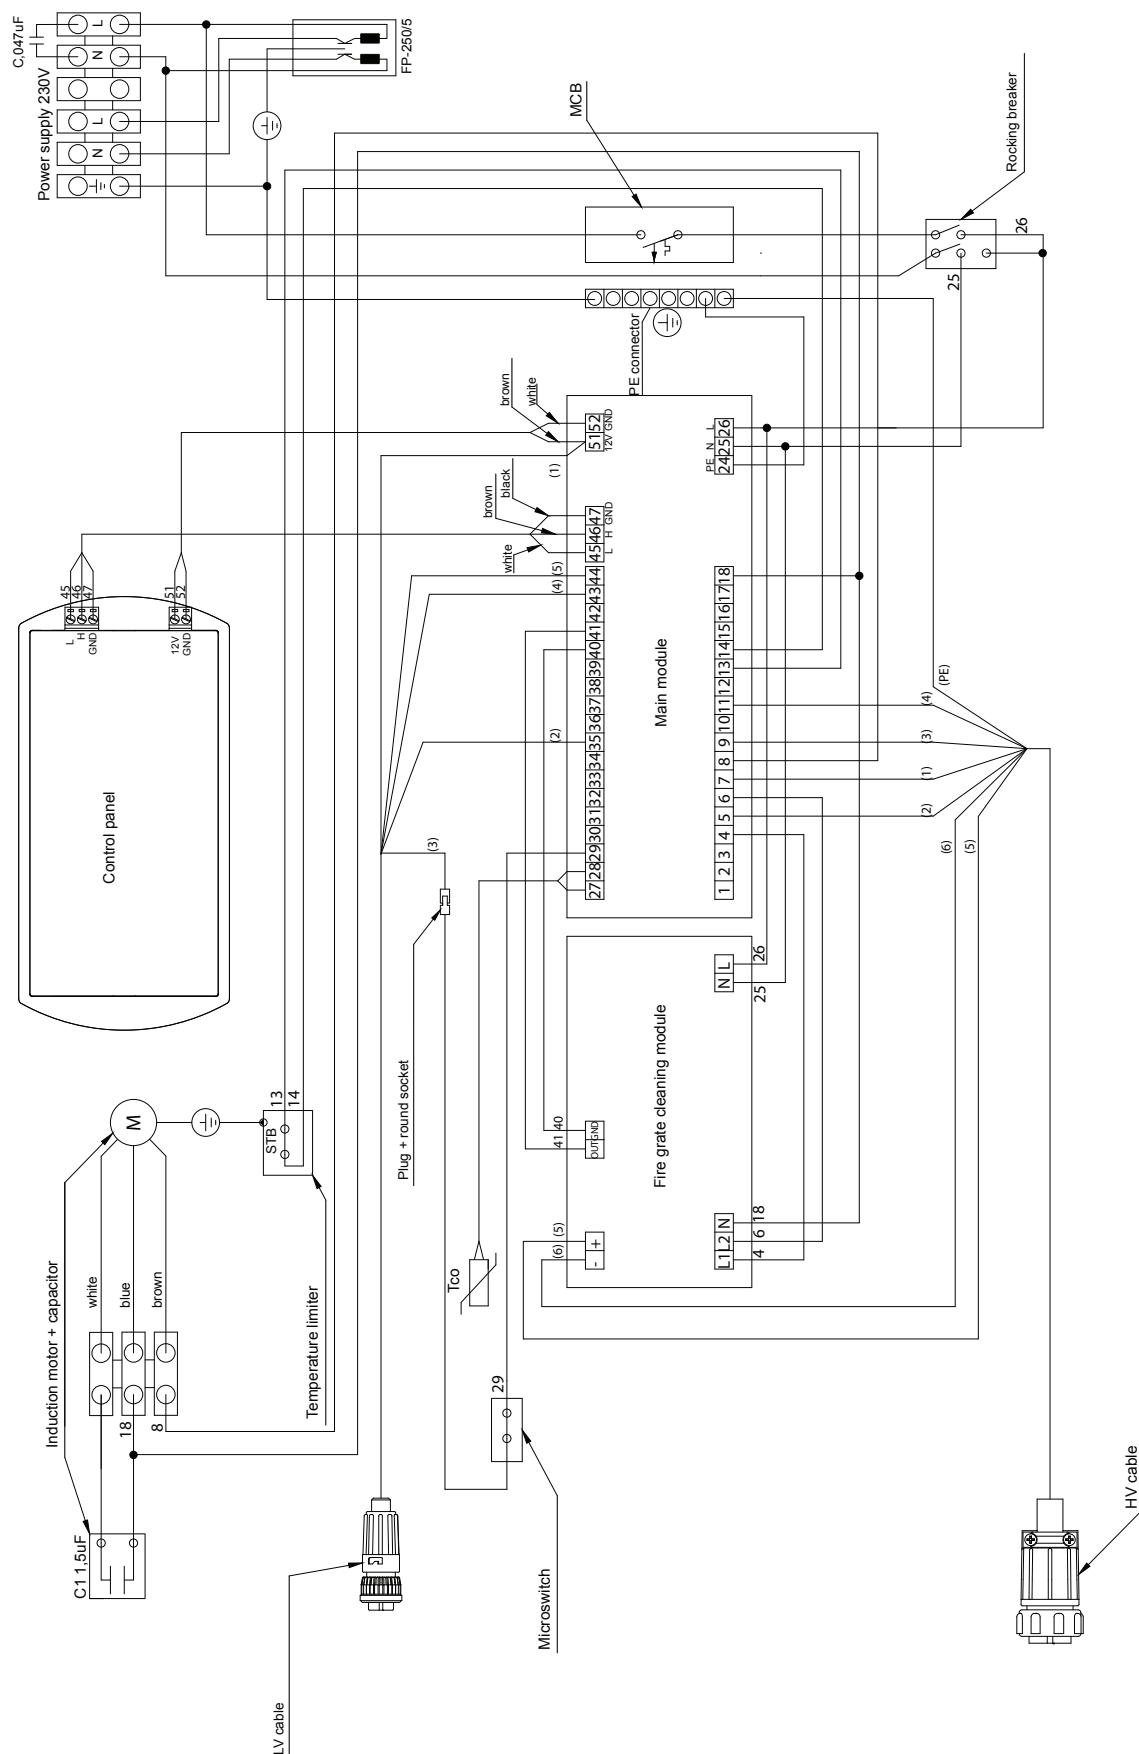 C,047uF
L
N
L
N
Power supply 230V
FP-250/5
MCB
Rocking breaker
26
25
PE connector
brown
white
51 52
12V GND
(1)
brown
black
white
45 46 47
L H GND
PE N L
24 25 26
45
46
47
L
H
GND
51
52
12V
GND
Control panel
(5)
(4)
(2)
27 28 29 30 31 32 33 34 35 36 37 38 39 40 41 42 43 44
Main module
1 2 3 4 5 6 7 8 9 10 11 12 13 14 15 16 17 18
(PE)
(4)
(3)
(1)
(2)
(6)
(5)
(3)
Plug + round socket
N L
25
26
Fire grate cleaning module
41 40
OUT GND
(6) (5)
- +
L1 L2 N
4 6 18
Tco
29
Microswitch
M
STB
13
14
Temperature limiter
Induction motor + capacitor
white
blue
brown
18
8
C1 1,5uF
LV cable
HV cable